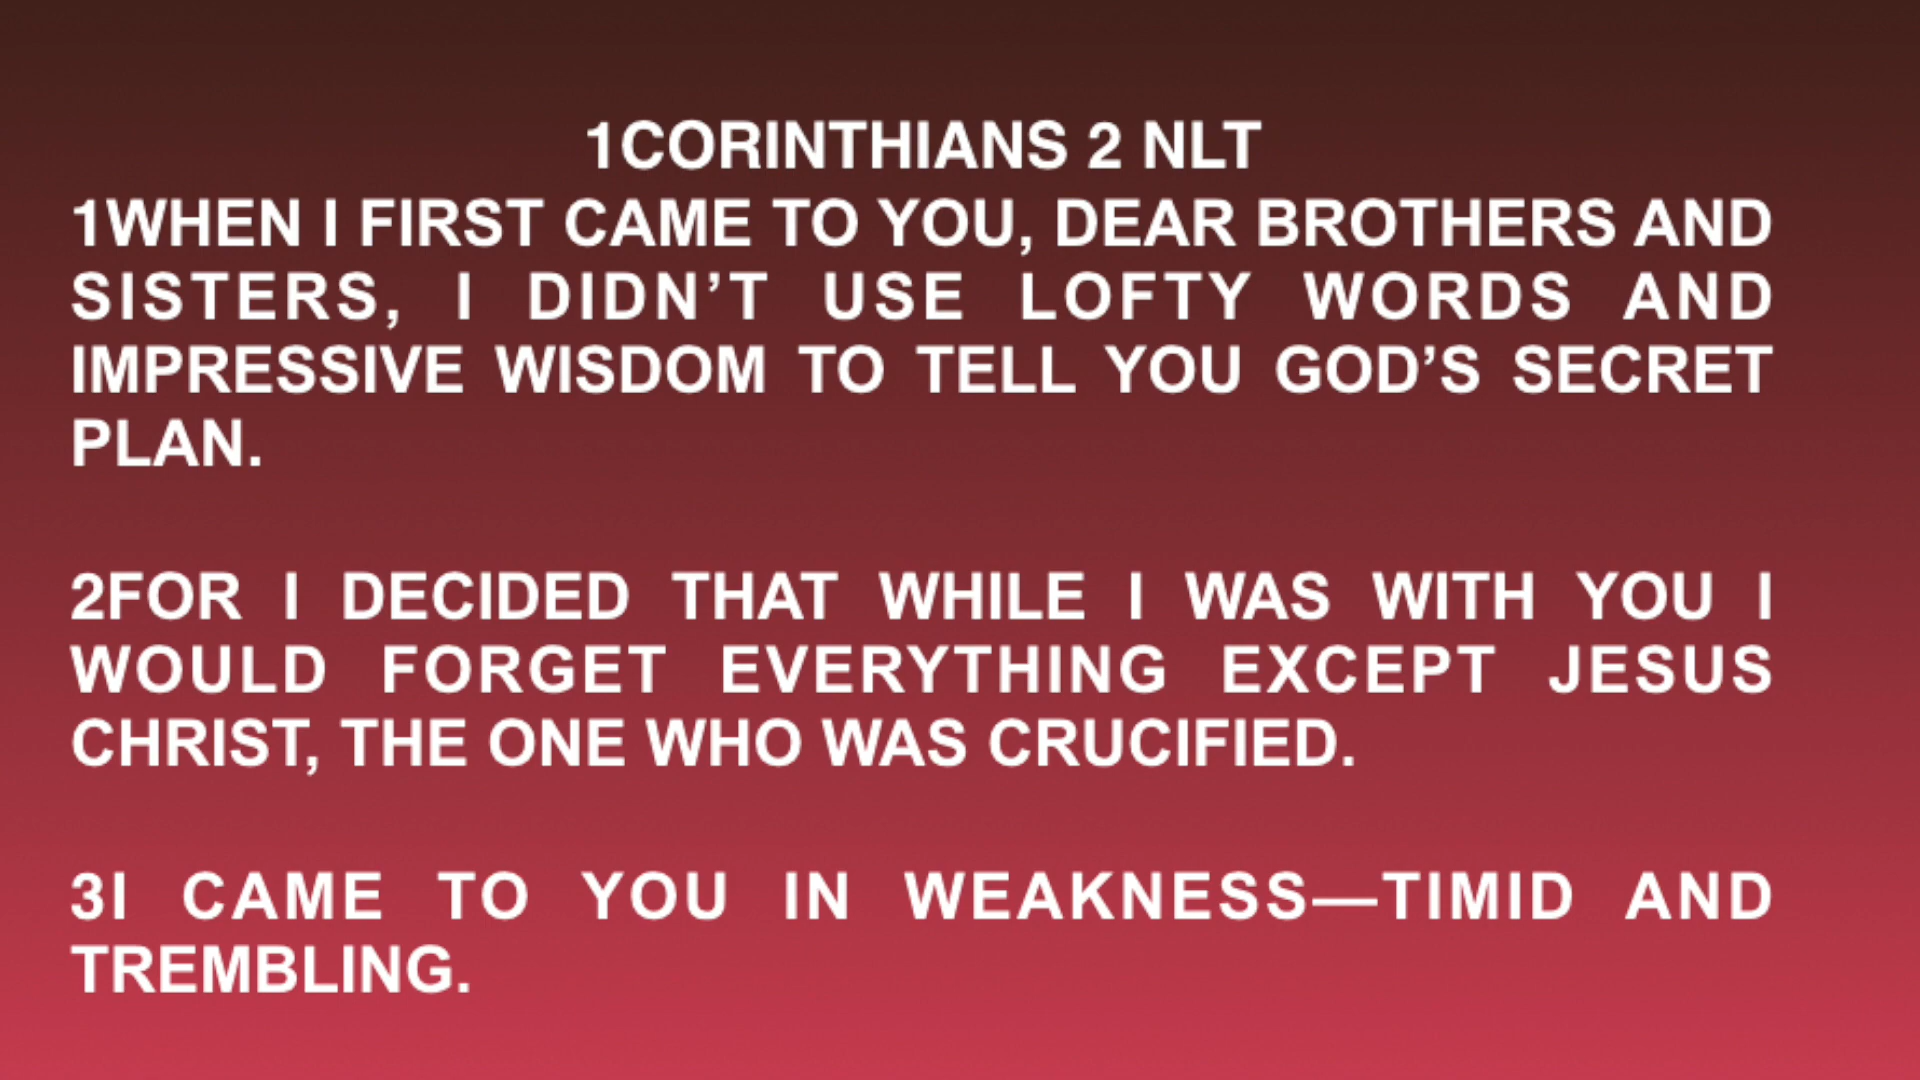 1CORINTHIANS 2 NLT
1WHEN I FIRST CAME TO YOU, DEAR BROTHERS AND
SISTERS, I DIDN’T USE LOFTY WORDS AND
IMPRESSIVE WISDOM TO TELL YOU GOD’S SECRET
PLAN.
2FOR I DECIDED THAT WHILE I WAS WITH YOU I
WOULD FORGET EVERYTHING EXCEPT JESUS
CHRIST, THE ONE WHO WAS CRUCIFIED.
3I CAME TO YOU IN WEAKNESS—TIMID AND
TREMBLING.